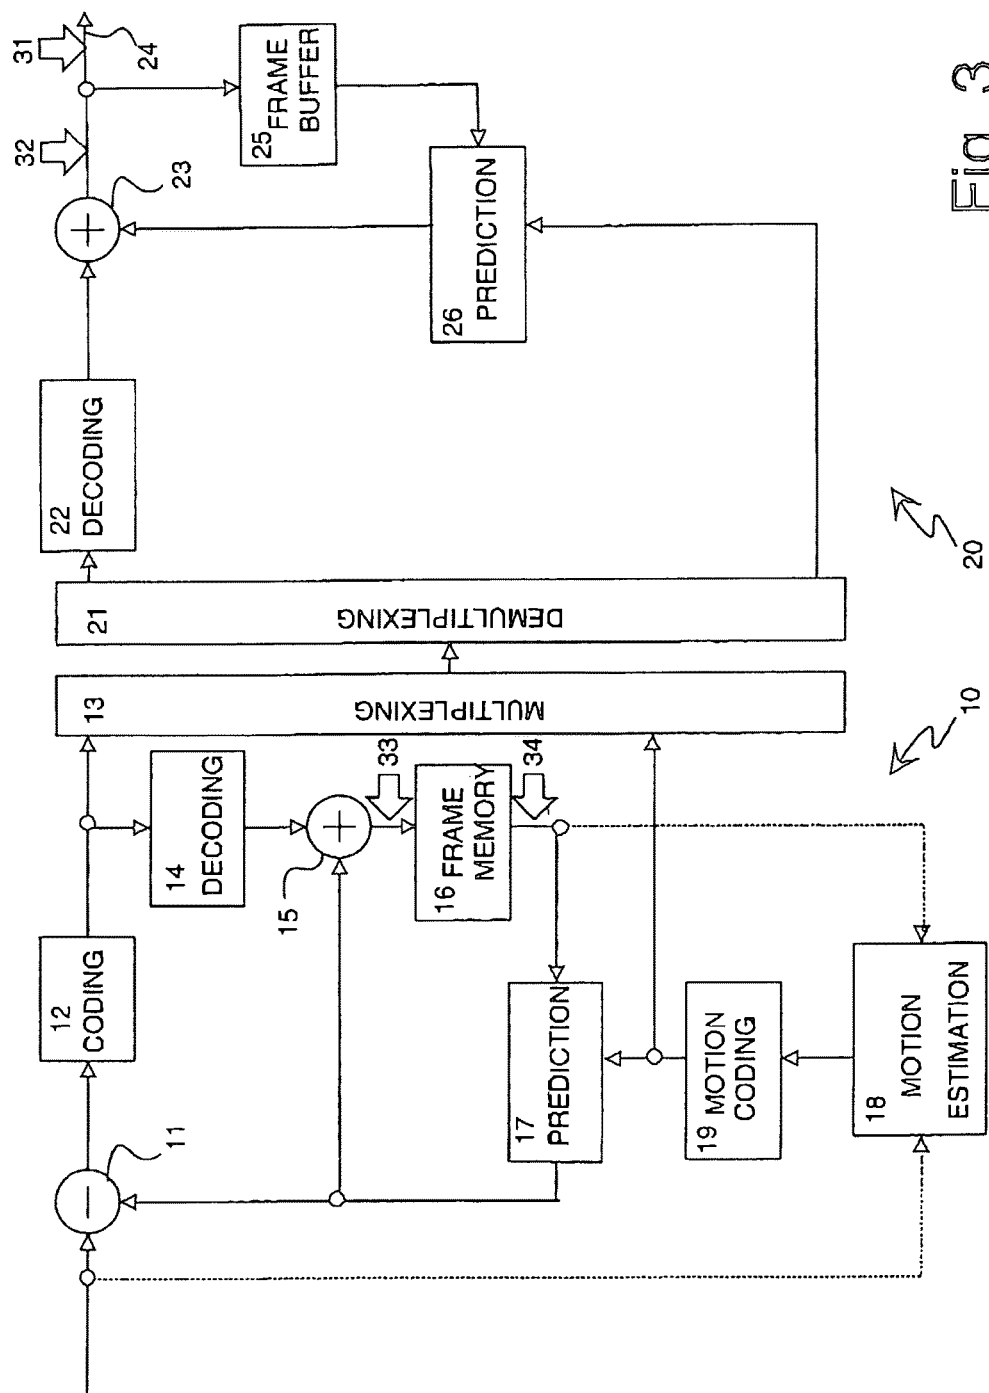 31
32
24
23
25 FRAME
BUFFER
26
PREDICTION
22
DECODING
21
DEMULTIPLEXING
20
13
MULTIPLEXING
10
12
CODING
14
DECODING
15
33
16 FRAME
MEMORY
34
11
17
PREDICTION
19 MOTION
CODING
18
MOTION
ESTIMATION
Fig. 3